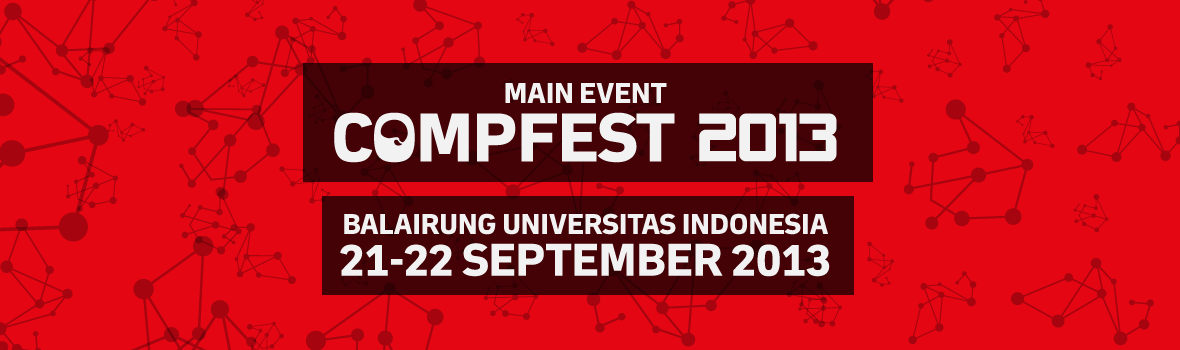 MAIN EVENT
COMPFEST 2013
BALAIRUNG UNIVERSITAS INDONESIA
21-22 SEPTEMBER 2013